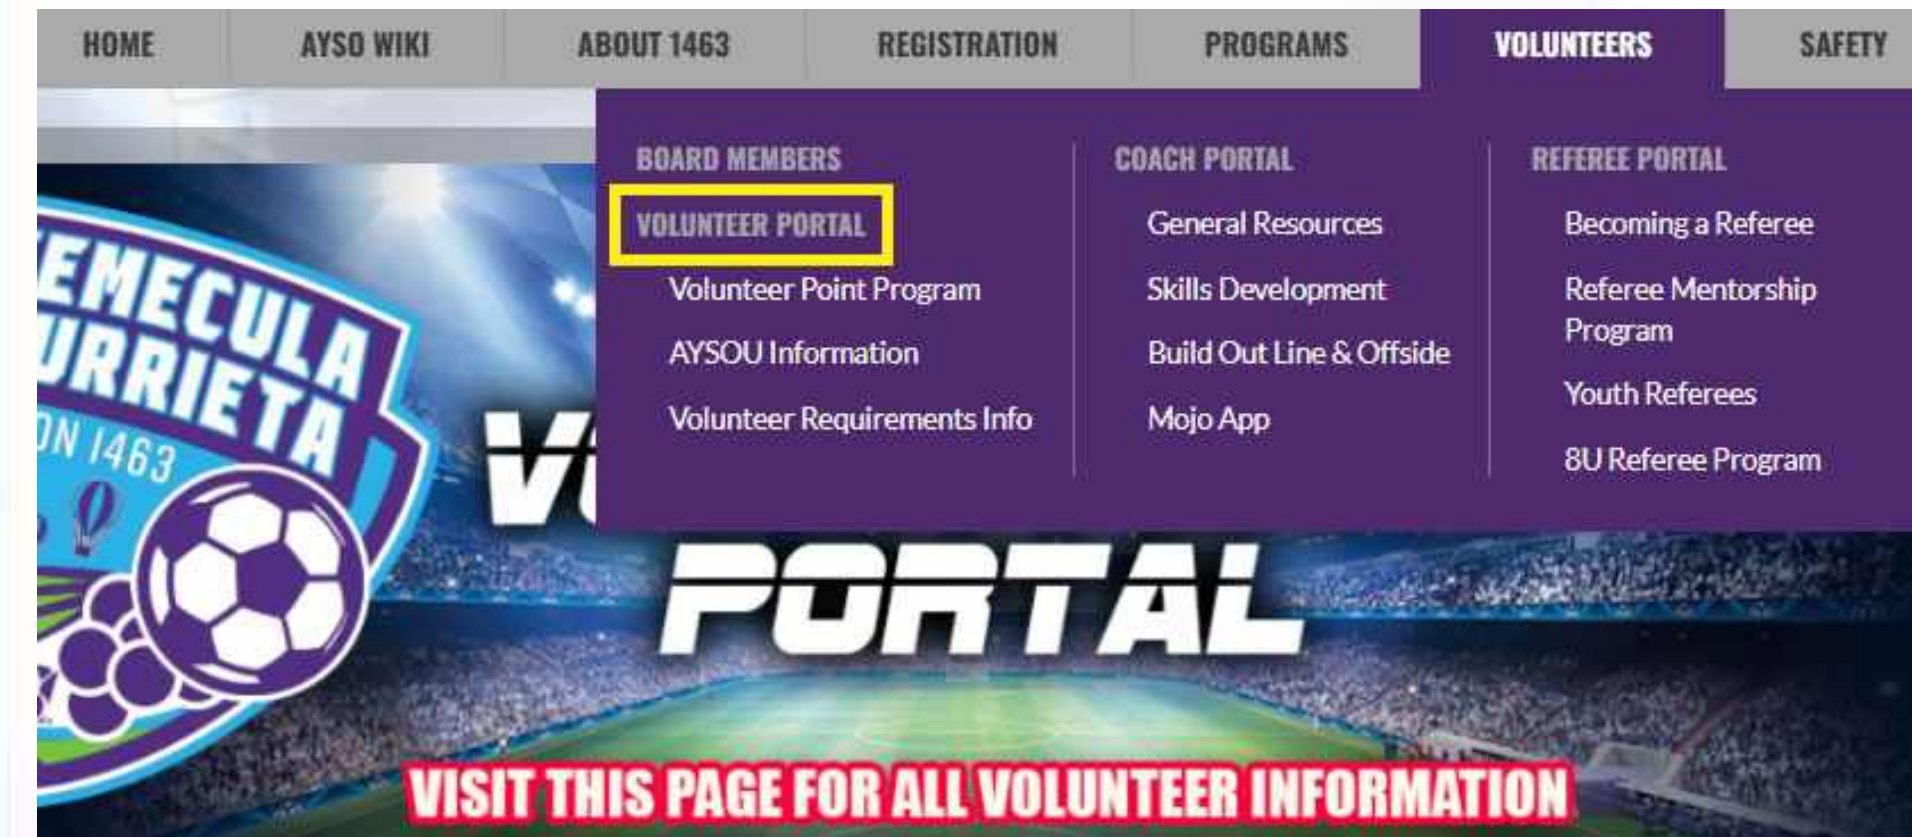 HOME AYSO WIKI ABOUT 1463 REGISTRATION PROGRAMS VOLUNTEERS SAFETY
BOARD MEMBERS
VOLUNTEER PORTAL
Volunteer Point Program
AYSOU Information
Volunteer Requirements Info
COACH PORTAL
General Resources
Skills Development
Build Out Line & Offside
Mojo App
REFEREE PORTAL
Becoming a Referee
Referee Mentorship
Program
Youth Referees
8U Referee Program
EMECULA
URRIETA
ON 1463
PORTAL
VISIT THIS PAGE FOR ALL VOLUNTEER INFORMATION